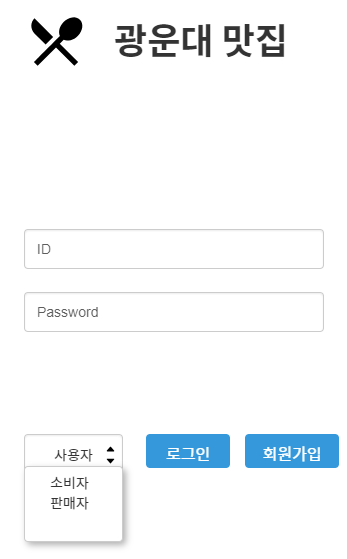 광운대 맛집
ID
Password
사용자 로그인 회원가입
소비자
판매자